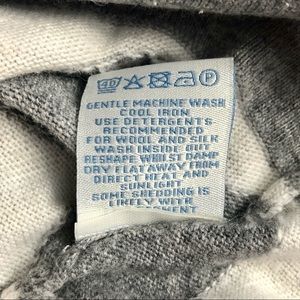 P
GENTLE MACHINE WASH
COOL IRON
USE DETERGENTS
RECOMMENDED
FOR WOOL AND SILK
WASH INSIDE OUT
RESHAPE WHILST DAMP
DRY FLAT AWAY FROM
DIRECT HEAT AND
SUNLIGHT
SOME SHEDDING IS
LIKELY WITH
GARMENT